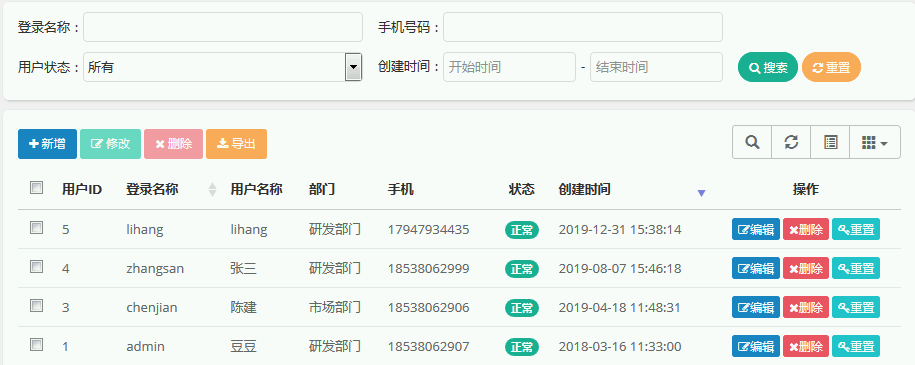 登录名称： 手机号码：
用户状态： 所有 创建时间： 开始时间 - 结束时间 搜索 重置
新增 修改 删除 导出
用户ID 登录名称 用户名称 部门 手机 状态 创建时间 操作
5 lihang lihang 研发部门 17947934435 正常 2019-12-31 15:38:14 编辑 删除 重置
4 zhangsan 张三 研发部门 18538062999 正常 2019-08-07 15:46:18 编辑 删除 重置
3 chenjian 陈建 市场部门 18538062906 正常 2019-04-18 11:48:31 编辑 删除 重置
1 admin 豆豆 研发部门 18538062907 正常 2018-03-16 11:33:00 编辑 删除 重置